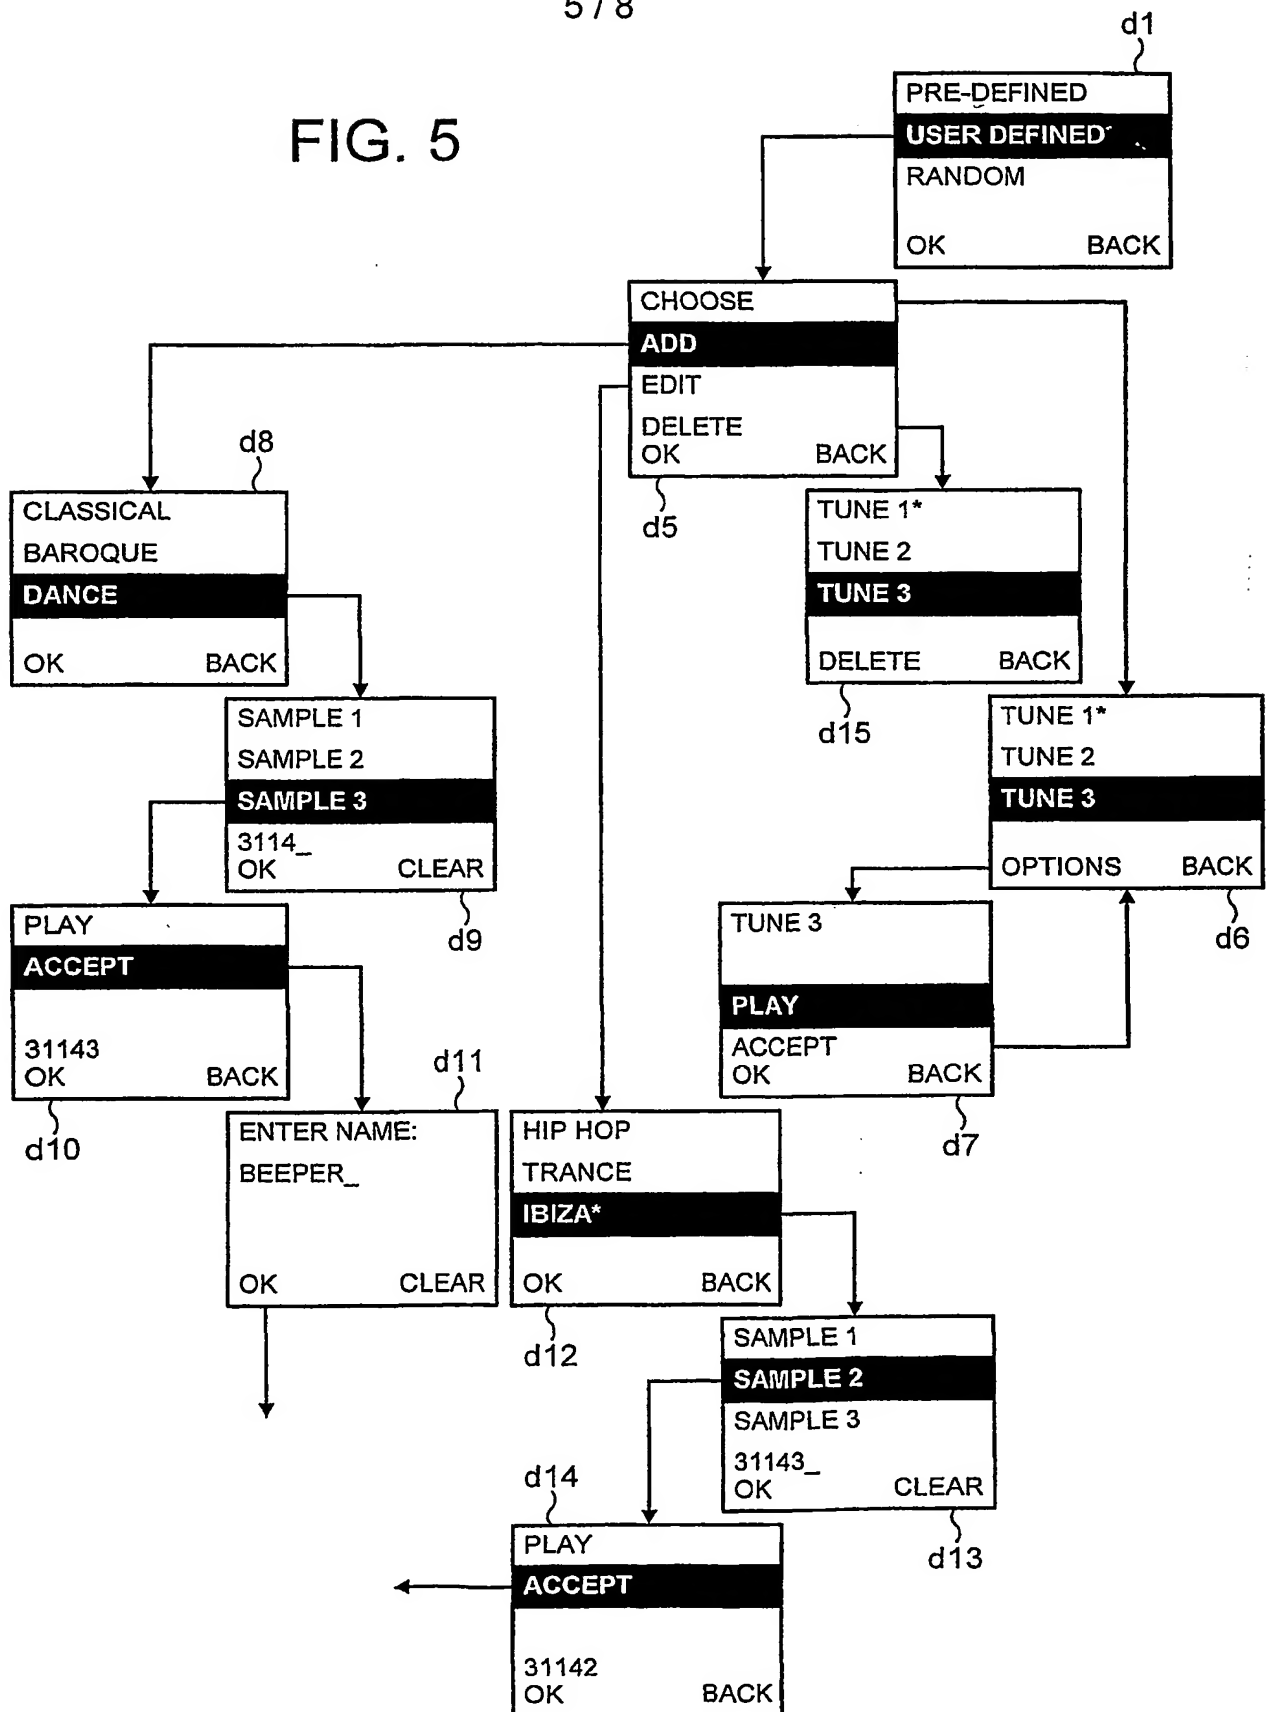 5 / 8
FIG. 5
d1
PRE-DEFINED
USER DEFINED*
RANDOM
OK BACK
CHOOSE
ADD
EDIT
DELETE
OK BACK
d5
d8
CLASSICAL
BAROQUE
DANCE
OK BACK
TUNE 1*
TUNE 2
TUNE 3
DELETE BACK
d15
SAMPLE 1
SAMPLE 2
SAMPLE 3
3114_
OK CLEAR
d9
TUNE 1*
TUNE 2
TUNE 3
OPTIONS BACK
d6
PLAY
ACCEPT
31143
OK BACK
d10
TUNE 3
PLAY
ACCEPT
OK BACK
d7
d11
ENTER NAME:
BEEPER_
OK CLEAR
HIP HOP
TRANCE
IBIZA*
OK BACK
d12
SAMPLE 1
SAMPLE 2
SAMPLE 3
31143_
OK CLEAR
d13
d14
PLAY
ACCEPT
31142
OK BACK